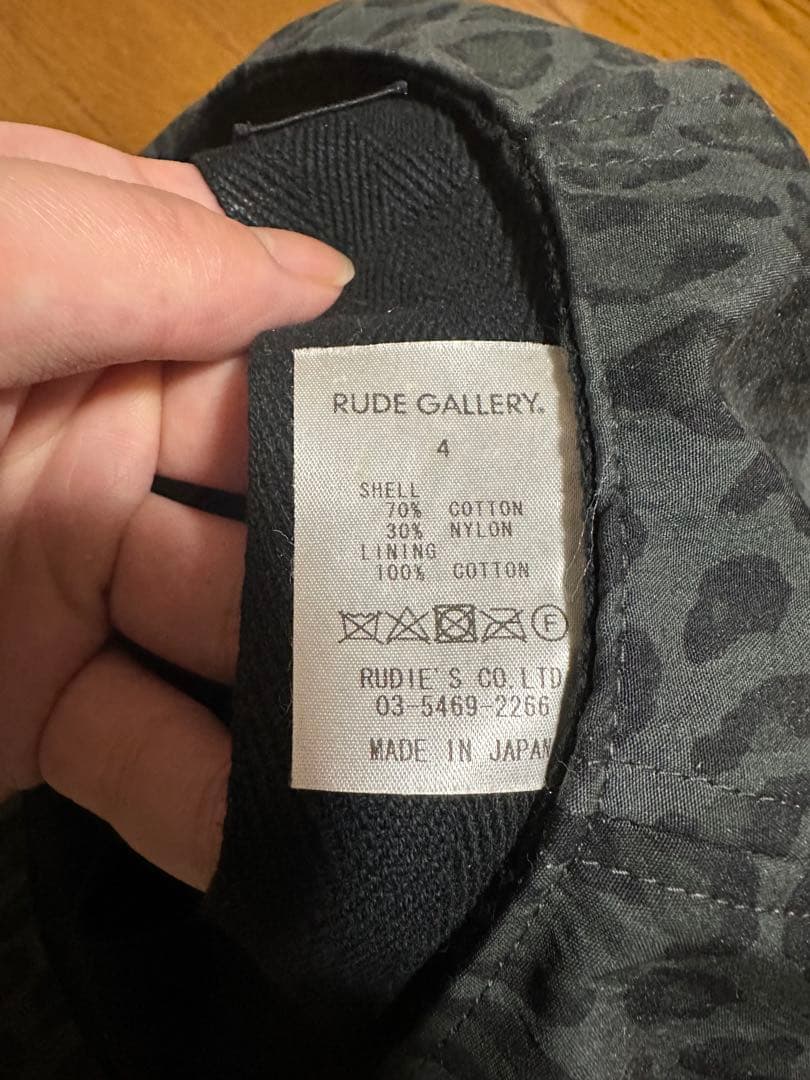 RUDE GALLERY.
4
SHELL
70% COTTON
30% NYLON
LINING
100% COTTON
F
RUDIE'S CO. LTD
03-5469-2266
MADE IN JAPAN